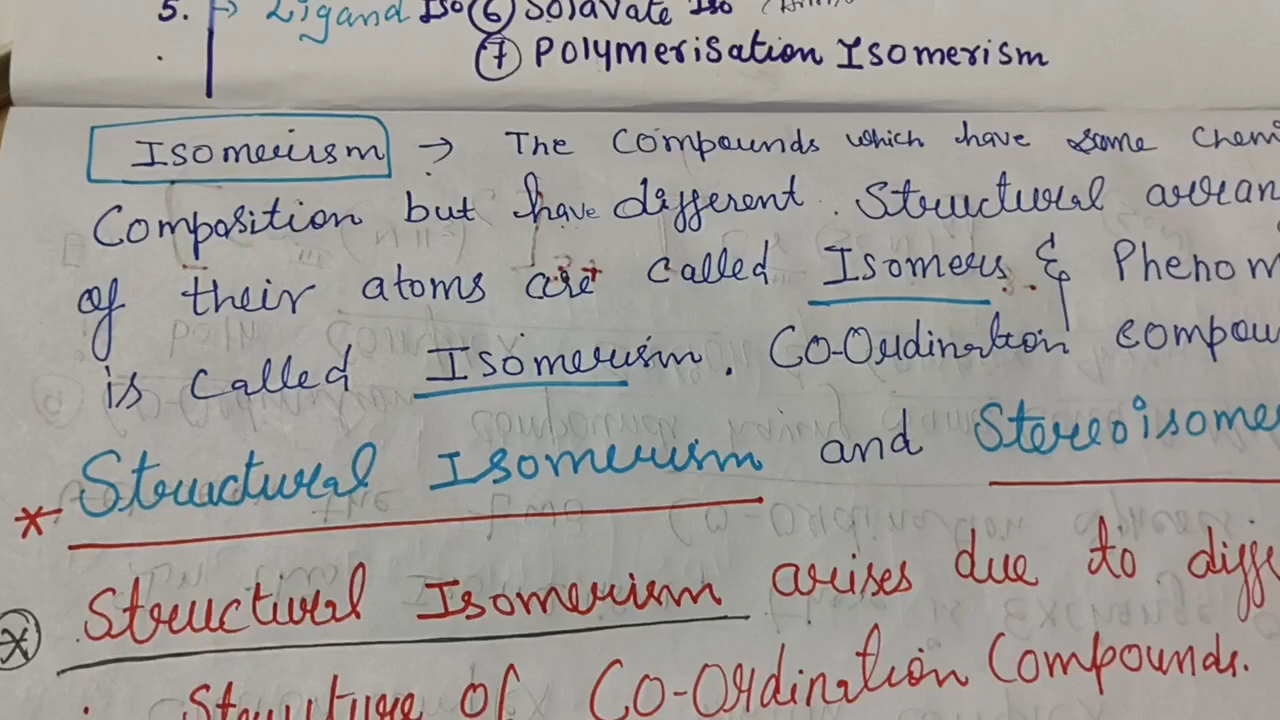 5. → Ligand Iso ⑥ Solavate Iso
⑦ Polymerisation Isomerism
Isomerism → The Compounds which have same Chem
Composition but have different Structural arran
of their atoms are called Isomers & Phenom
is called Isomerism. Co-Ordination compou
* Structural Isomerism and Stereoisome
* Structural Isomerism arises due to diffe
Structure of Co-Ordination Compounds.